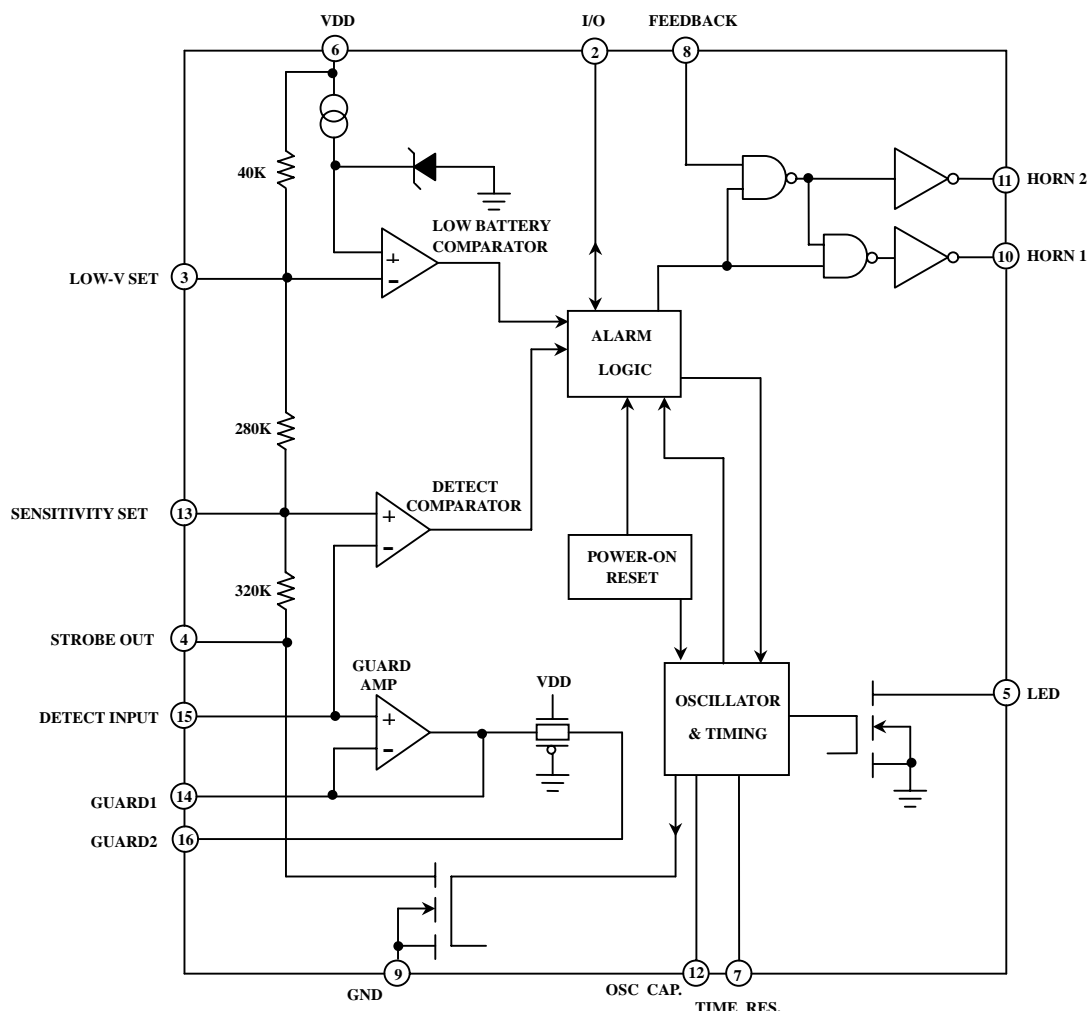 VDD
I/O
FEEDBACK
6
2
8
40K
11 HORN 2
LOW BATTERY
COMPARATOR
+
-
10 HORN 1
LOW-V SET 3
ALARM
LOGIC
280K
DETECT
COMPARATOR
SENSITIVITY SET 13
+
-
POWER-ON
RESET
320K
STROBE OUT 4
GUARD
AMP
VDD
5 LED
DETECT INPUT 15
+
-
OSCILLATOR
& TIMING
GUARD1 14
GUARD2 16
9
12
7
GND
OSC CAP.
TIME RES.